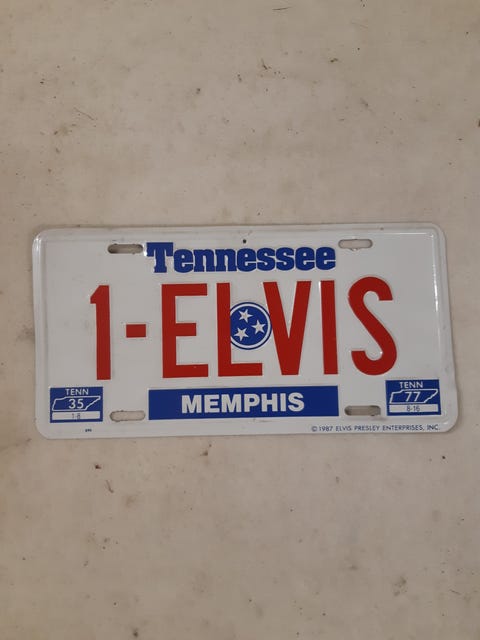 Tennessee
1-ELVIS
TENN
35
1-8
MEMPHIS
TENN
77
8-16
© 1987 ELVIS PRESLEY ENTERPRISES, INC.